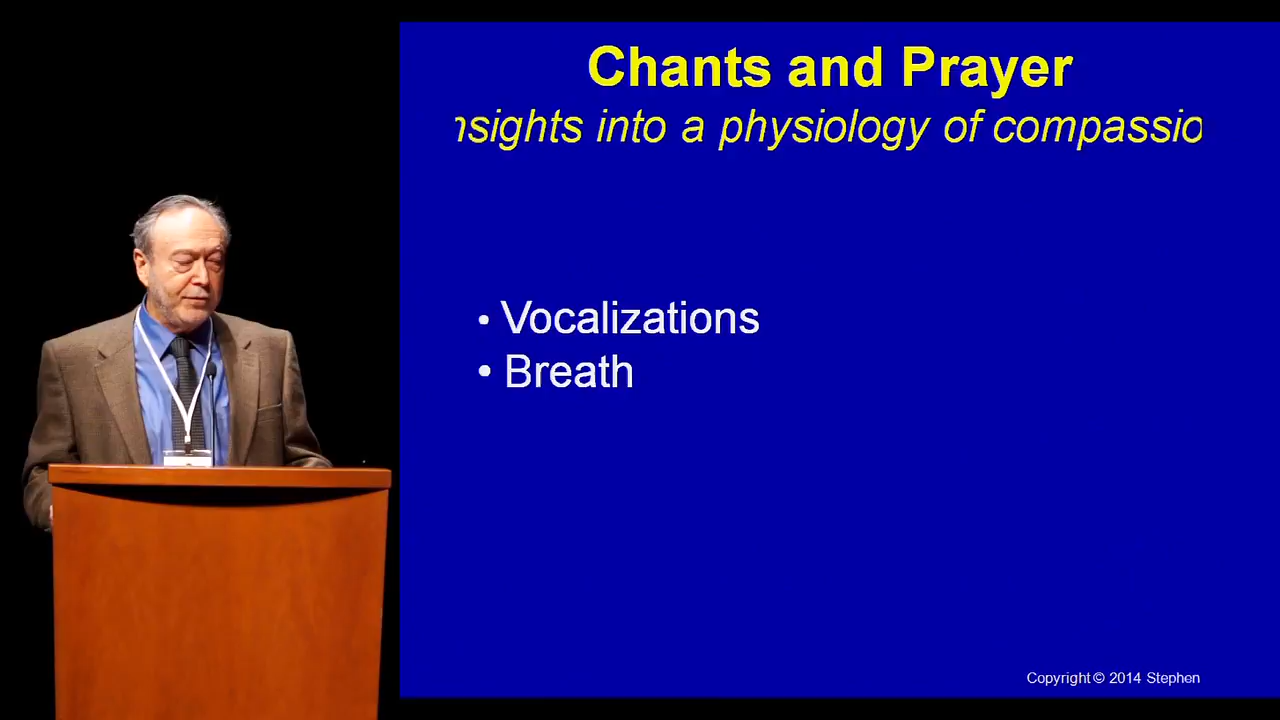 Chants and Prayer
nsights into a physiology of compassio
• Vocalizations
• Breath
Copyright © 2014 Stephen